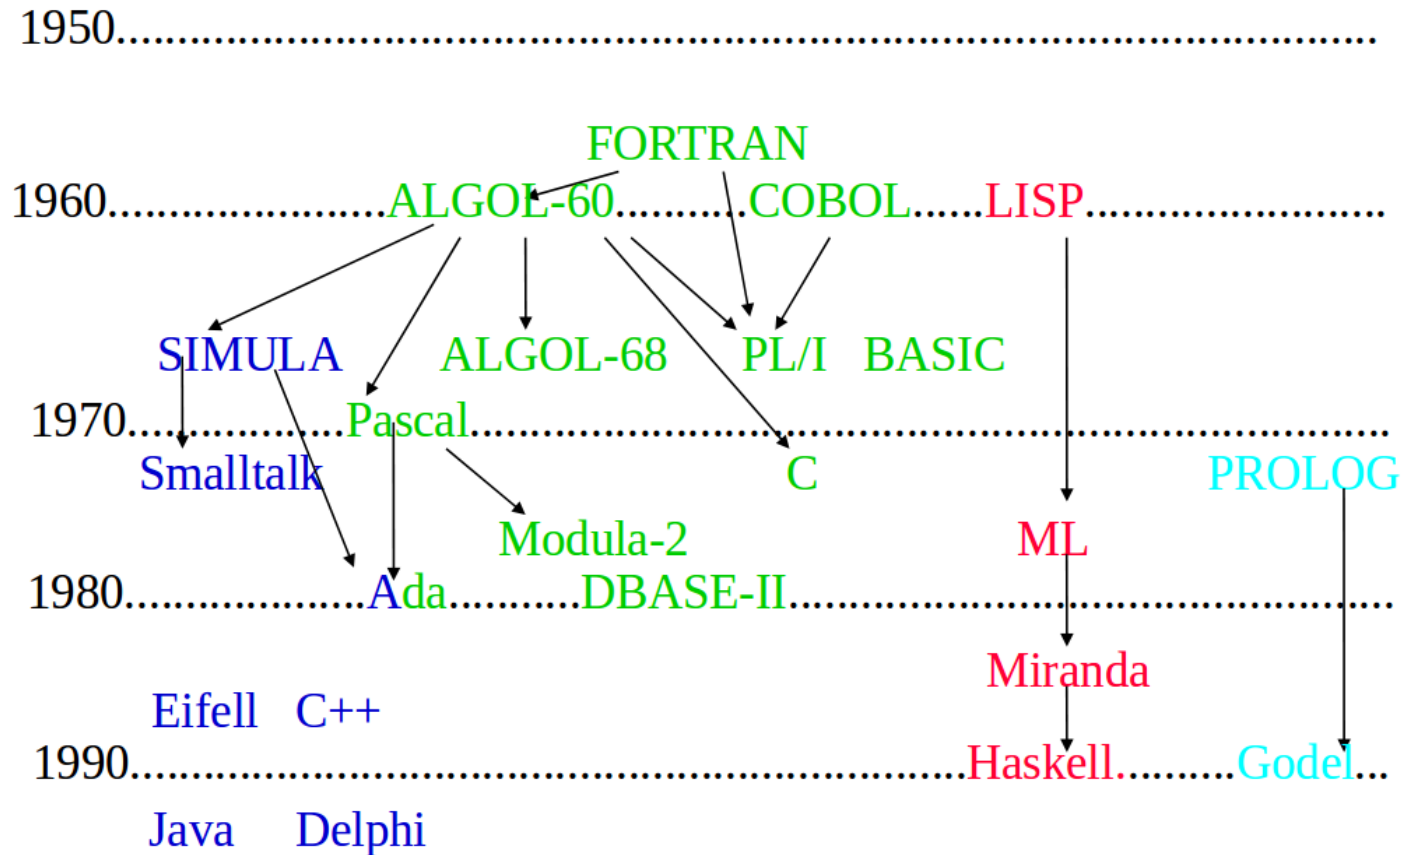 1950...............................................................................................................
FORTRAN
1960.......................ALGOL-60...........COBOL......LISP.........................
SIMULA ALGOL-68 PL/I BASIC
1970..................Pascal...........................................................................
Smalltalk C PROLOG
Modula-2 ML
1980....................Ada...........DBASE-II..................................................
Miranda
Eifell C++
1990.....................................................................Haskell..........Godel...
Java Delphi